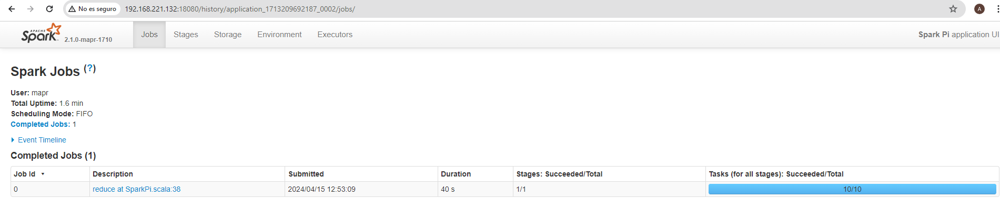 No es seguro 192.168.221.132:18080/history/application_1713209692187_0002/jobs/ A
APACHE Spark 2.1.0-mapr-1710 Jobs Stages Storage Environment Executors Spark Pi application UI
Spark Jobs (?)
User: mapr
Total Uptime: 1.6 min
Scheduling Mode: FIFO
Completed Jobs: 1
Event Timeline
Completed Jobs (1)
Job Id ▾ Description Submitted Duration Stages: Succeeded/Total Tasks (for all stages): Succeeded/Total
0 reduce at SparkPi.scala:38 2024/04/15 12:53:09 40 s 1/1 10/10